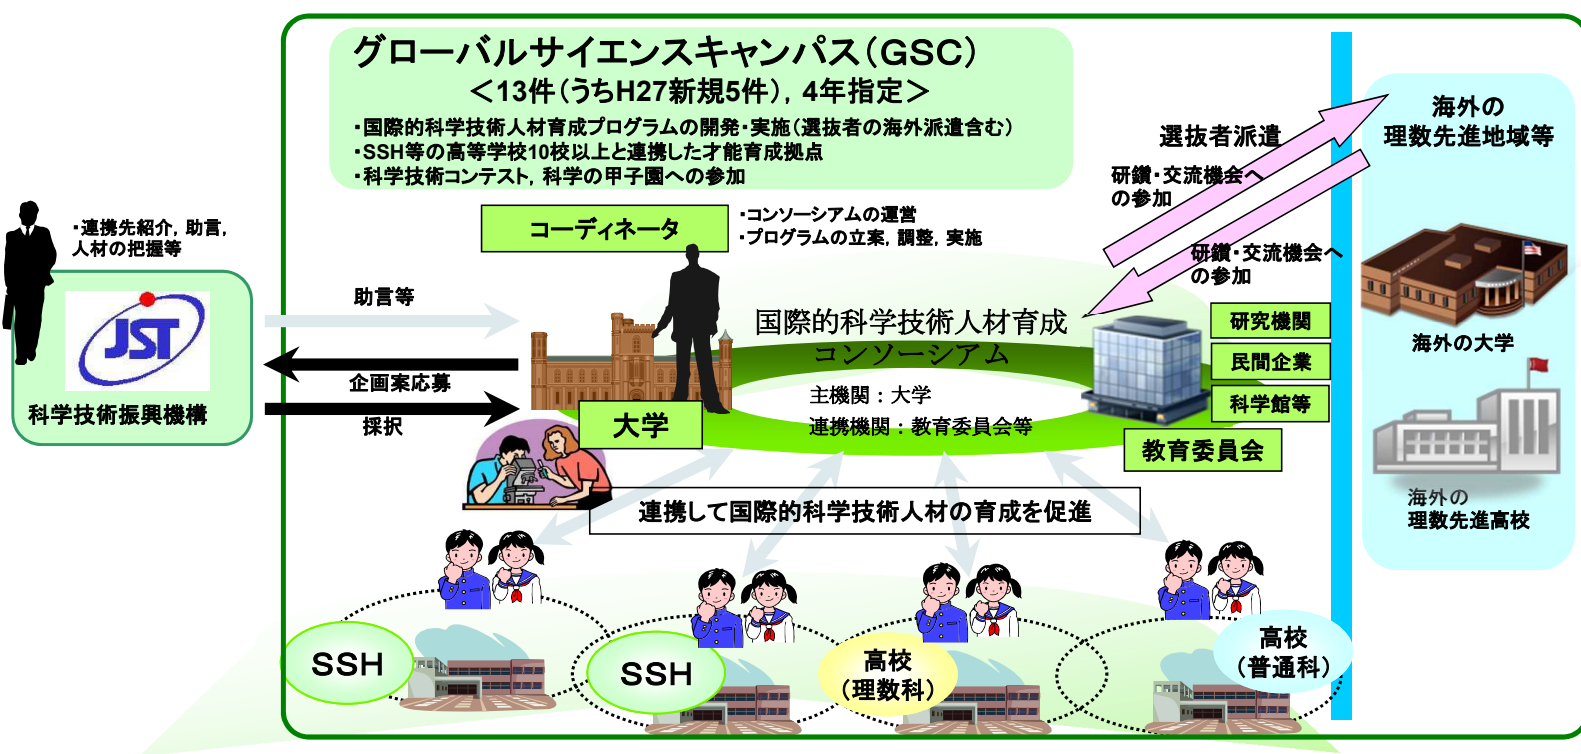 グローバルサイエンスキャンパス（GSC）
＜13件（うちH27新規5件），4年指定＞
・国際的科学技術人材育成プログラムの開発・実施（選抜者の海外派遣含む）
・SSH等の高等学校10校以上と連携した才能育成拠点
・科学技術コンテスト，科学の甲子園への参加
・連携先紹介，助言，
人材の把握等
JST
科学技術振興機構
助言等
企画案応募
採択
コーディネータ
・コンソーシアムの運営
・プログラムの立案，調整，実施
大学
国際的科学技術人材育成
コンソーシアム
主機関：大学
連携機関：教育委員会等
選抜者派遣
研鑽・交流機会へ
の参加
研鑽・交流機会へ
の参加
研究機関
民間企業
科学館等
教育委員会
海外の
理数先進地域等
海外の大学
海外の
理数先進高校
連携して国際的科学技術人材の育成を促進
SSH
SSH
高校
（理数科）
高校
（普通科）